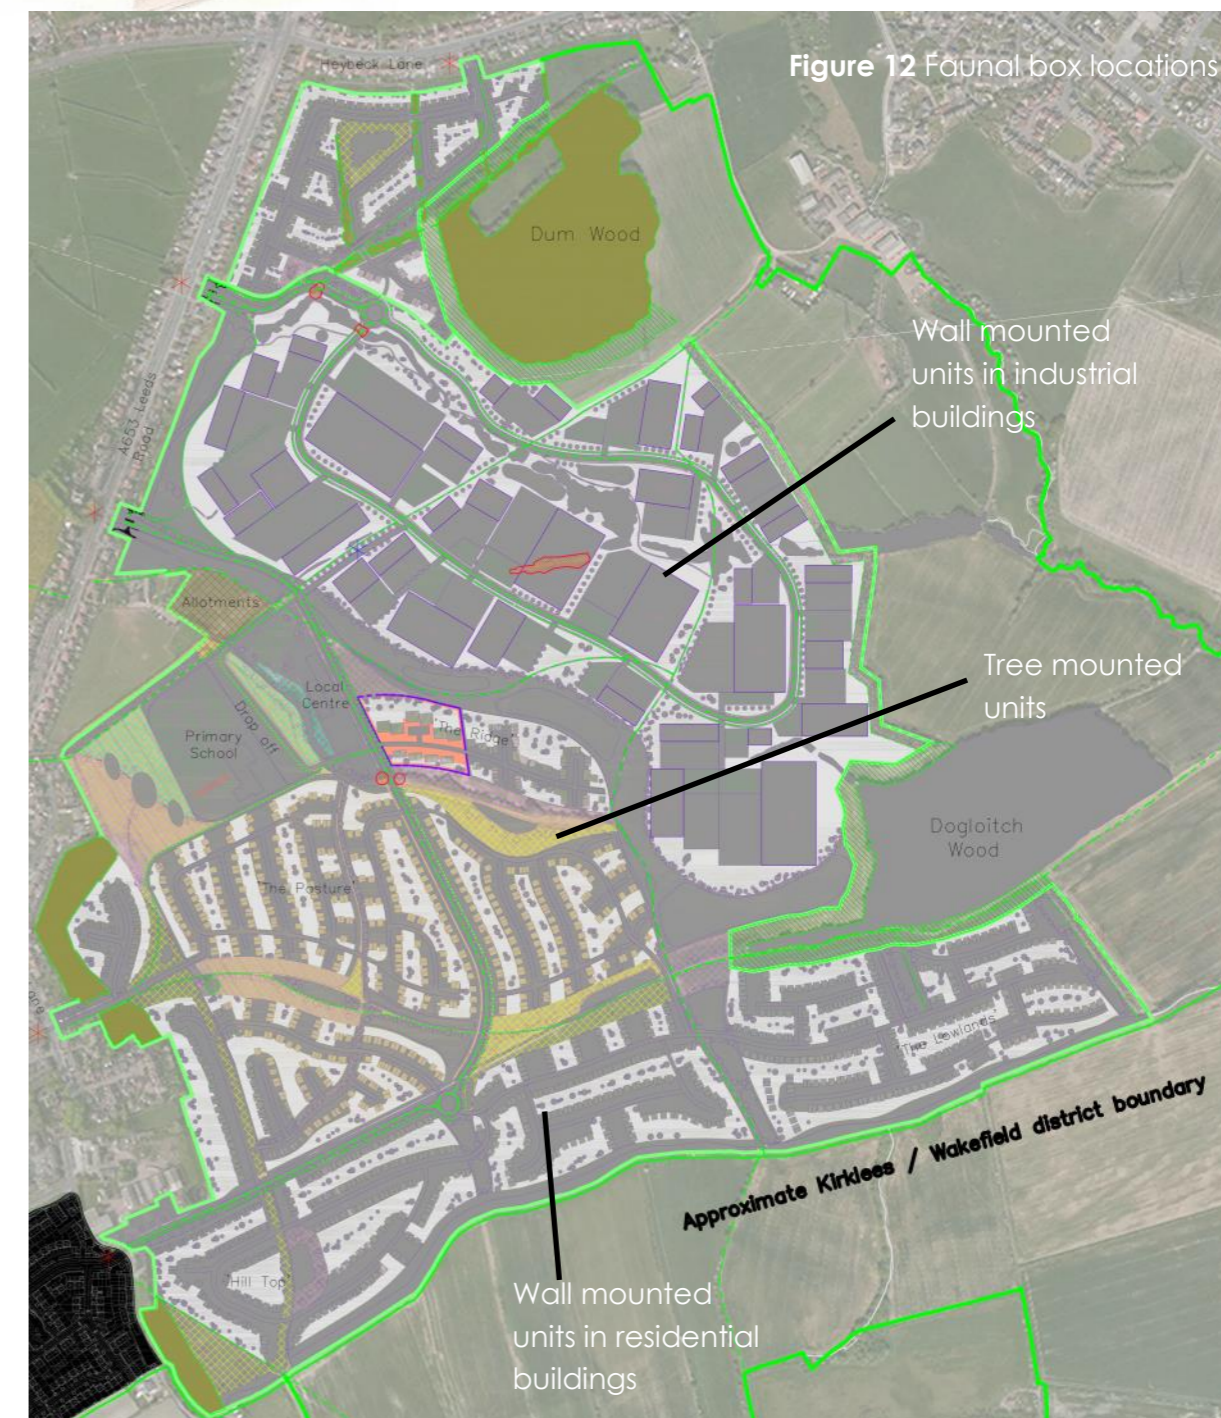 Figure 12 Faunal box locations
Heybeck Lane
Dum Wood
Wall mounted
units in industrial
buildings
A653 Leeds
Road
Allotments
Tree mounted
units
Local
Centre
Drop off
Primary
School
"The Ridge"
Dogloitch
Wood
"The Pasture"
"The Lowlands"
Approximate Kirklees / Wakefield district boundary
"Hill Top"
Wall mounted
units in residential
buildings